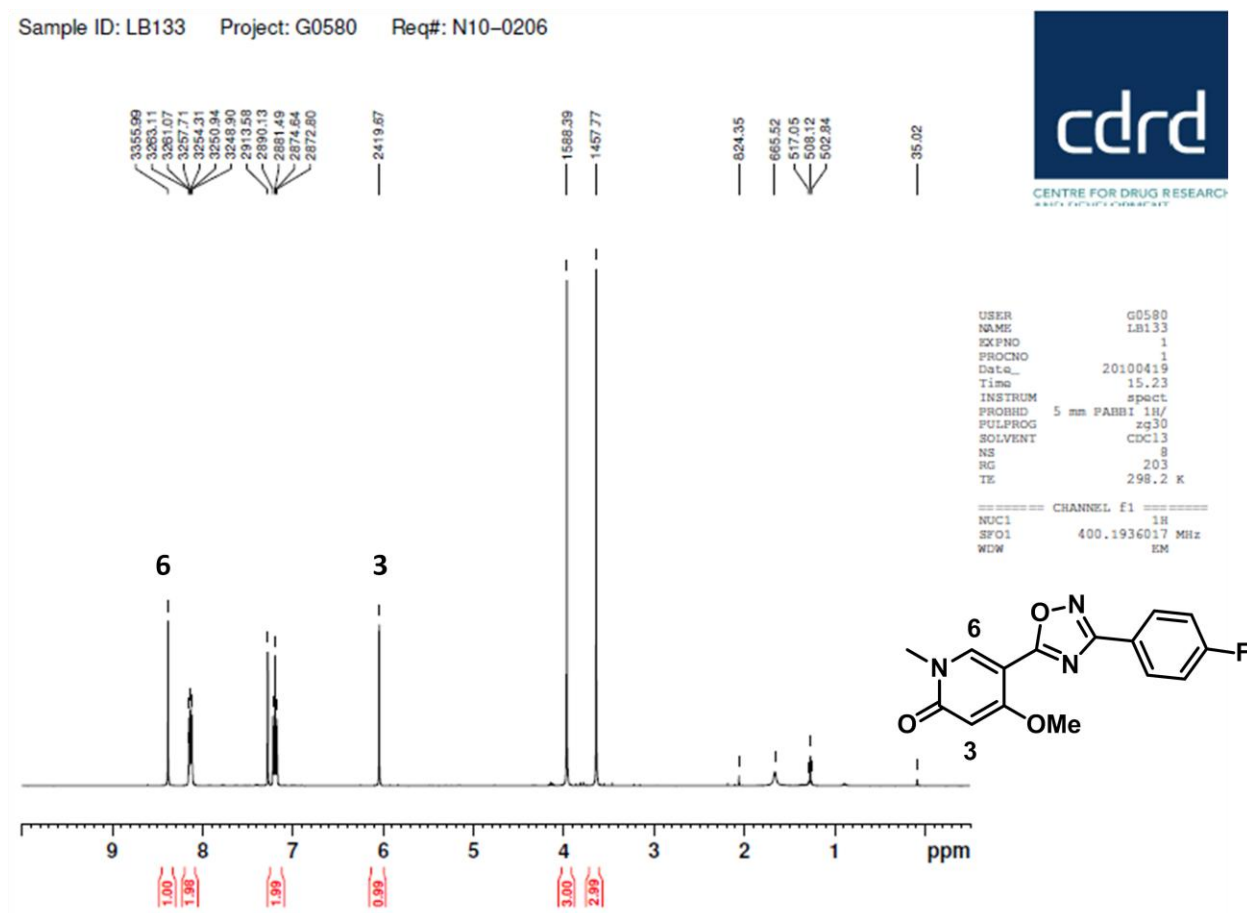 Sample ID: LB133 Project: G0580 Req#: N10-0206
3355.99
3263.11
3261.07
3257.71
3254.31
3250.94
3248.90
2913.58
2890.13
2881.49
2874.64
2872.80
2419.67
1588.39
1457.77
824.35
665.52
517.05
508.12
502.84
35.02
cdrd
CENTRE FOR DRUG RESEARCH
AND DEVELOPMENT
USER G0580
NAME LB133
EXPNO 1
PROCNO 1
Date_ 20100419
Time 15.23
INSTRUM spect
PROBHD 5 mm PABBI 1H/
PULPROG zg30
SOLVENT CDCl3
NS 8
RG 203
TE 298.2 K
======== CHANNEL f1 ========
NUC1 1H
SFO1 400.1936017 MHz
WDW EM
6 3
O N
6
N
N
F
O
OMe
3
9 8 7 6 5 4 3 2 1 ppm
1.00 1.98 1.99 0.99 3.00 2.99